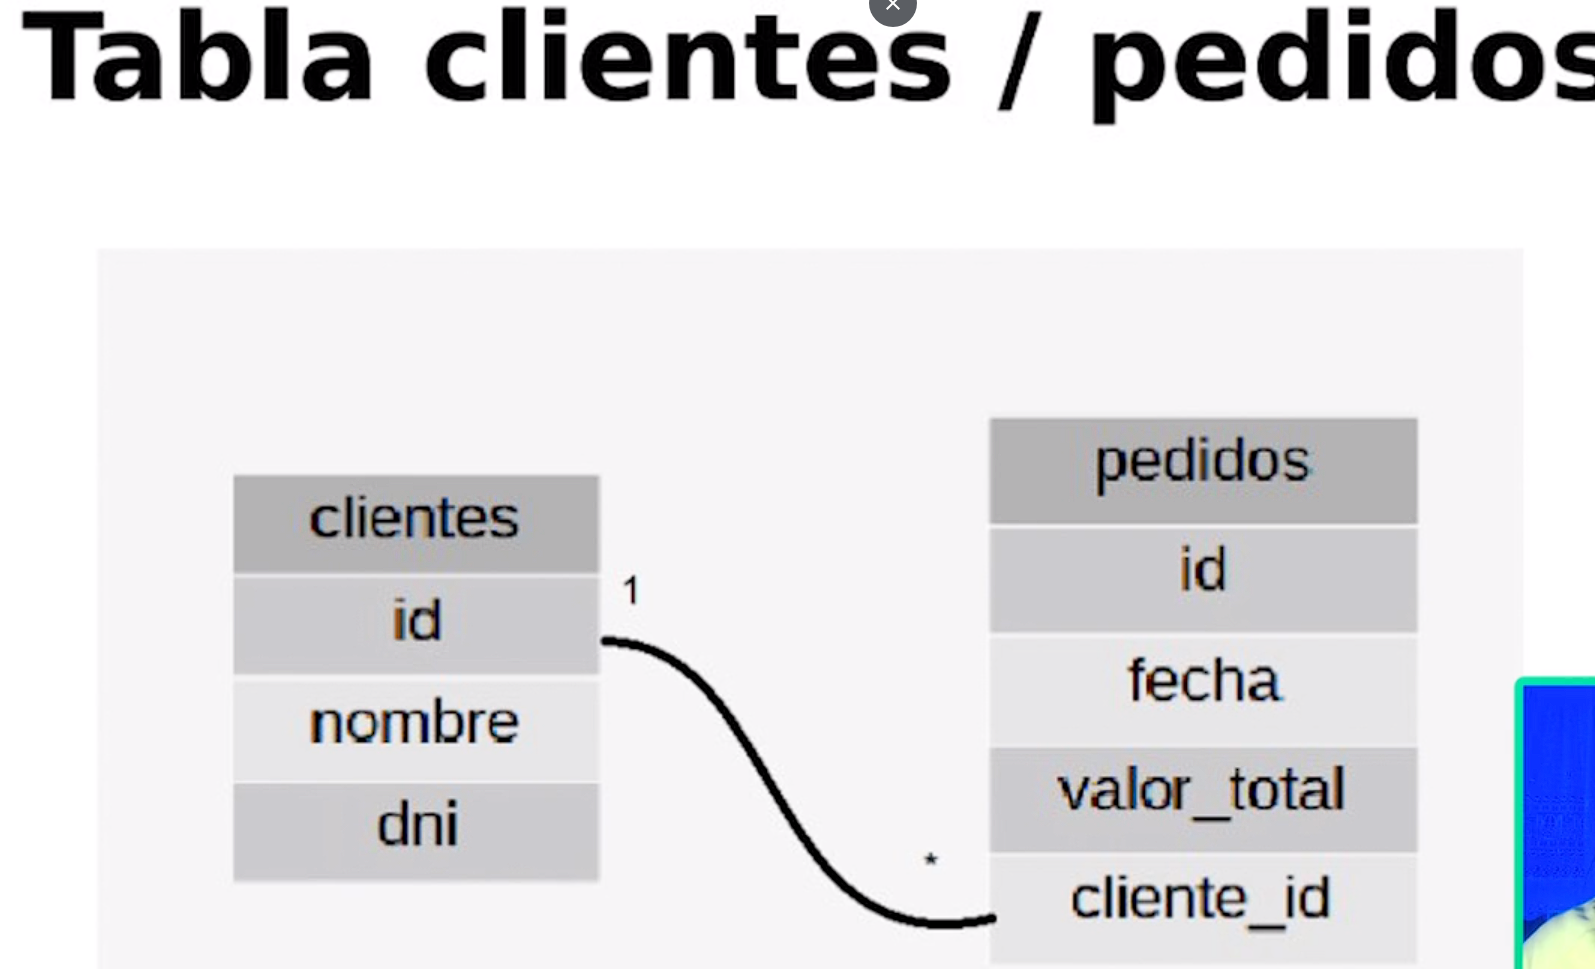 Tabla clientes / pedidos
clientes
id
nombre
dni
1
*
pedidos
id
fecha
valor_total
cliente_id